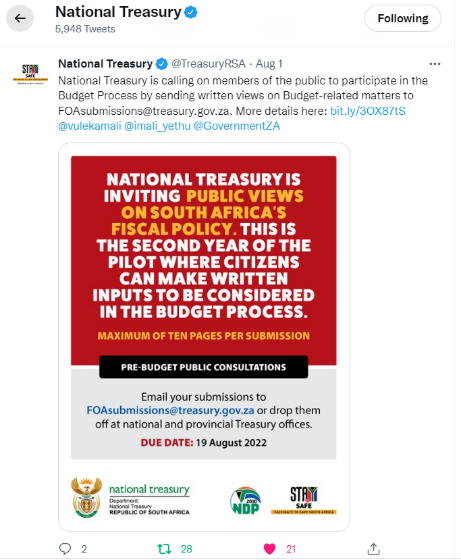 National Treasury
5,948 Tweets
Following
National Treasury @TreasuryRSA · Aug 1
National Treasury is calling on members of the public to participate in the
Budget Process by sending written views on Budget-related matters to
FOAsubmissions@treasury.gov.za. More details here: bit.ly/3OX87tS
@vulekamali @imali_yethu @GovernmentZA
NATIONAL TREASURY IS
INVITING PUBLIC VIEWS
ON SOUTH AFRICA'S
FISCAL POLICY. THIS IS
THE SECOND YEAR OF THE
PILOT WHERE CITIZENS
CAN MAKE WRITTEN
INPUTS TO BE CONSIDERED
IN THE BUDGET PROCESS.
MAXIMUM OF TEN PAGES PER SUBMISSION
PRE-BUDGET PUBLIC CONSULTATIONS
Email your submissions to
FOAsubmissions@treasury.gov.za or drop them
off at national and provincial Treasury offices.
DUE DATE: 19 August 2022
national treasury
Department:
National Treasury
REPUBLIC OF SOUTH AFRICA
2030
NDP
STAY
SAFE
VACCINATE TO SAVE SOUTH AFRICA
2
28
21